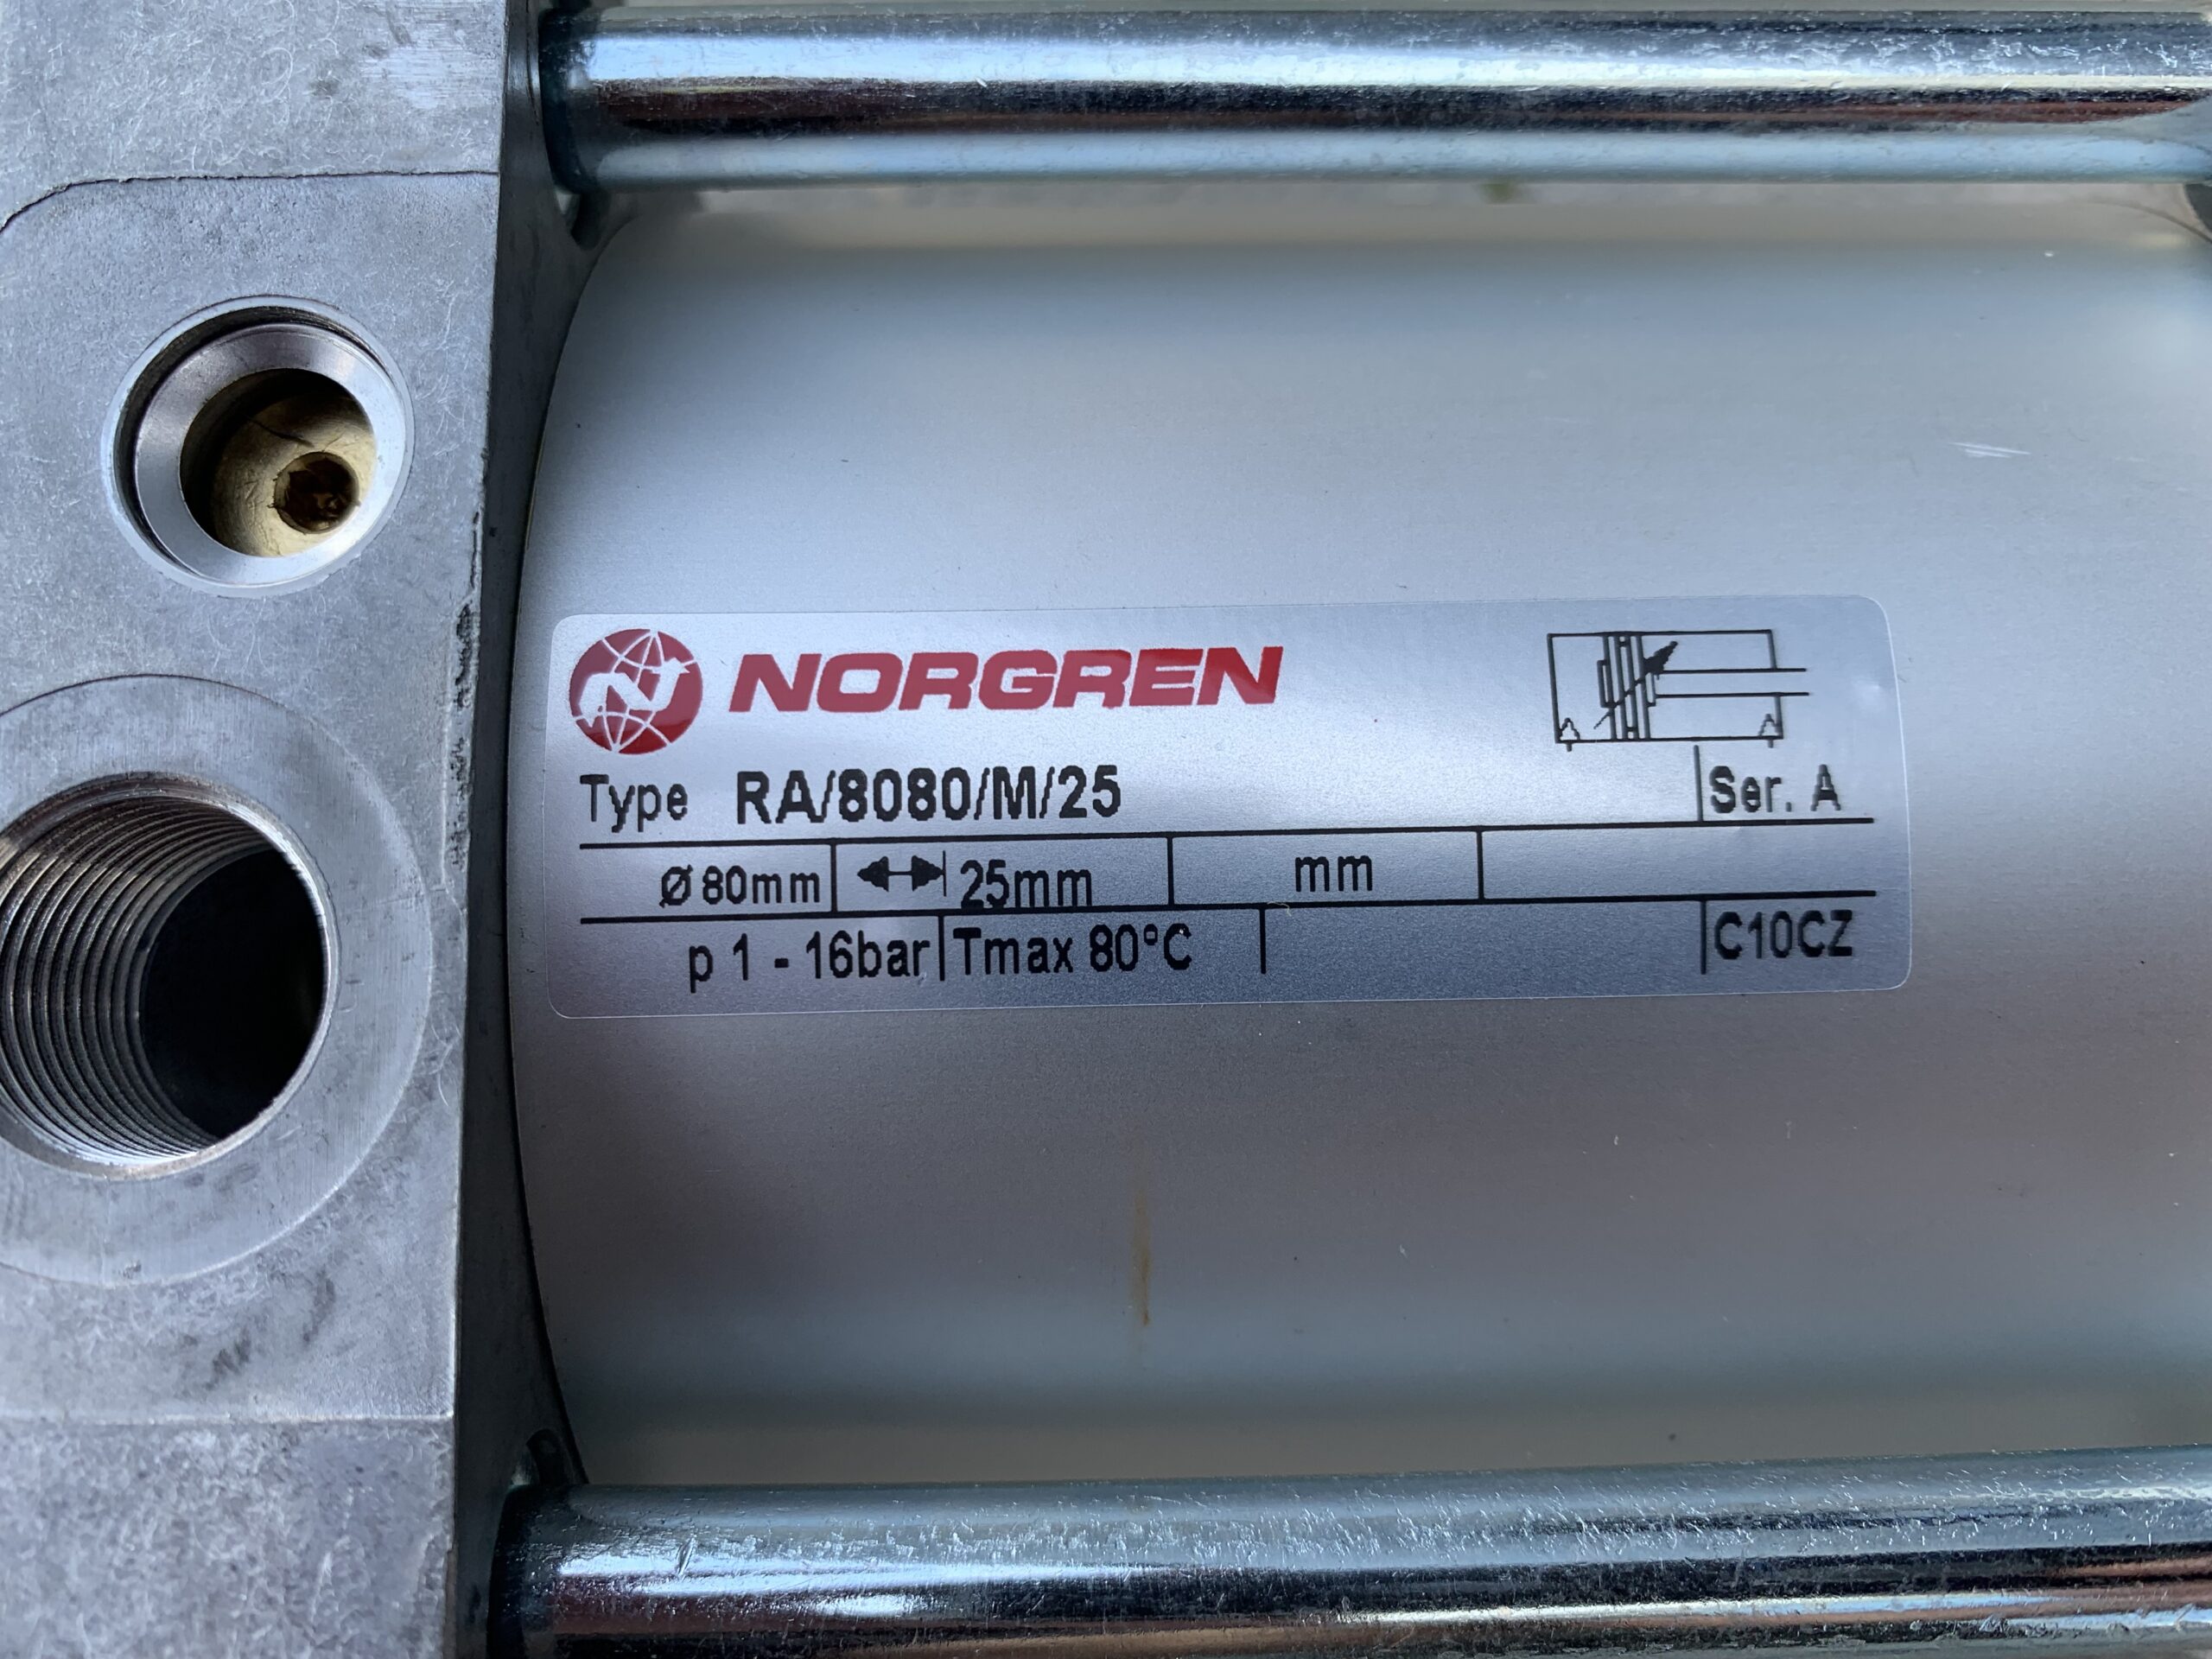 NORGREN
Type RA/8080/M/25 Ser. A
Ø 80mm 25mm mm
p 1 - 16bar Tmax 80°C C10CZ